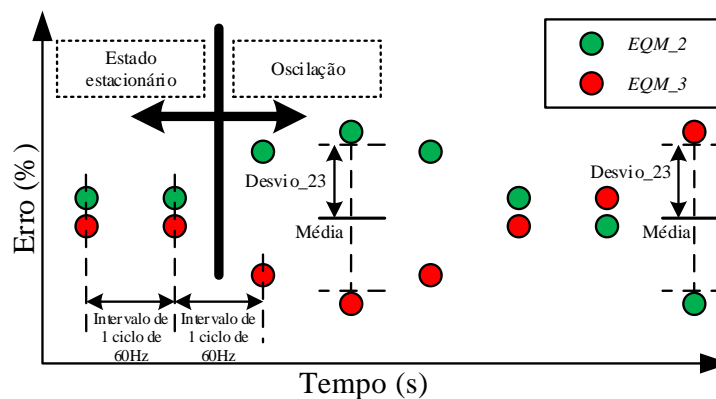 Estado
estacionário
Oscilação
EQM_2
EQM_3
Desvio_23
Desvio_23
Média
Média
Intervalo de
1 ciclo de
60Hz
Intervalo de
1 ciclo de
60Hz
Erro (%)
Tempo (s)